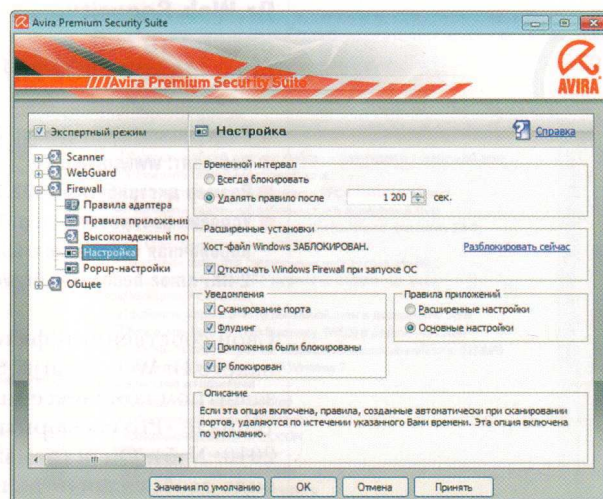 Avira Premium Security Suite
Avira Premium Security Suite
AVIRA
Экспертный режим
Настройка
Справка
Scanner
WebGuard
Firewall
Правила адаптера
Правила приложений
Высоконадежный по
Настройка
Popup-настройки
Общее
Временной интервал
Всегда блокировать
Удалять правило после 1 200 сек.
Расширенные установки
Хост-файл Windows ЗАБЛОКИРОВАН. Разблокировать сейчас
Отключать Windows Firewall при запуске ОС
Уведомления
Сканирование порта
Флудинг
Приложения были блокированы
IP блокирован
Правила приложений
Расширенные настройки
Основные настройки
Описание
Если эта опция включена, правила, созданные автоматически при сканировании
портов, удаляются по истечении указанного Вами времени. Эта опция включена
по умолчанию.
Значения по умолчанию OK Отмена Принять